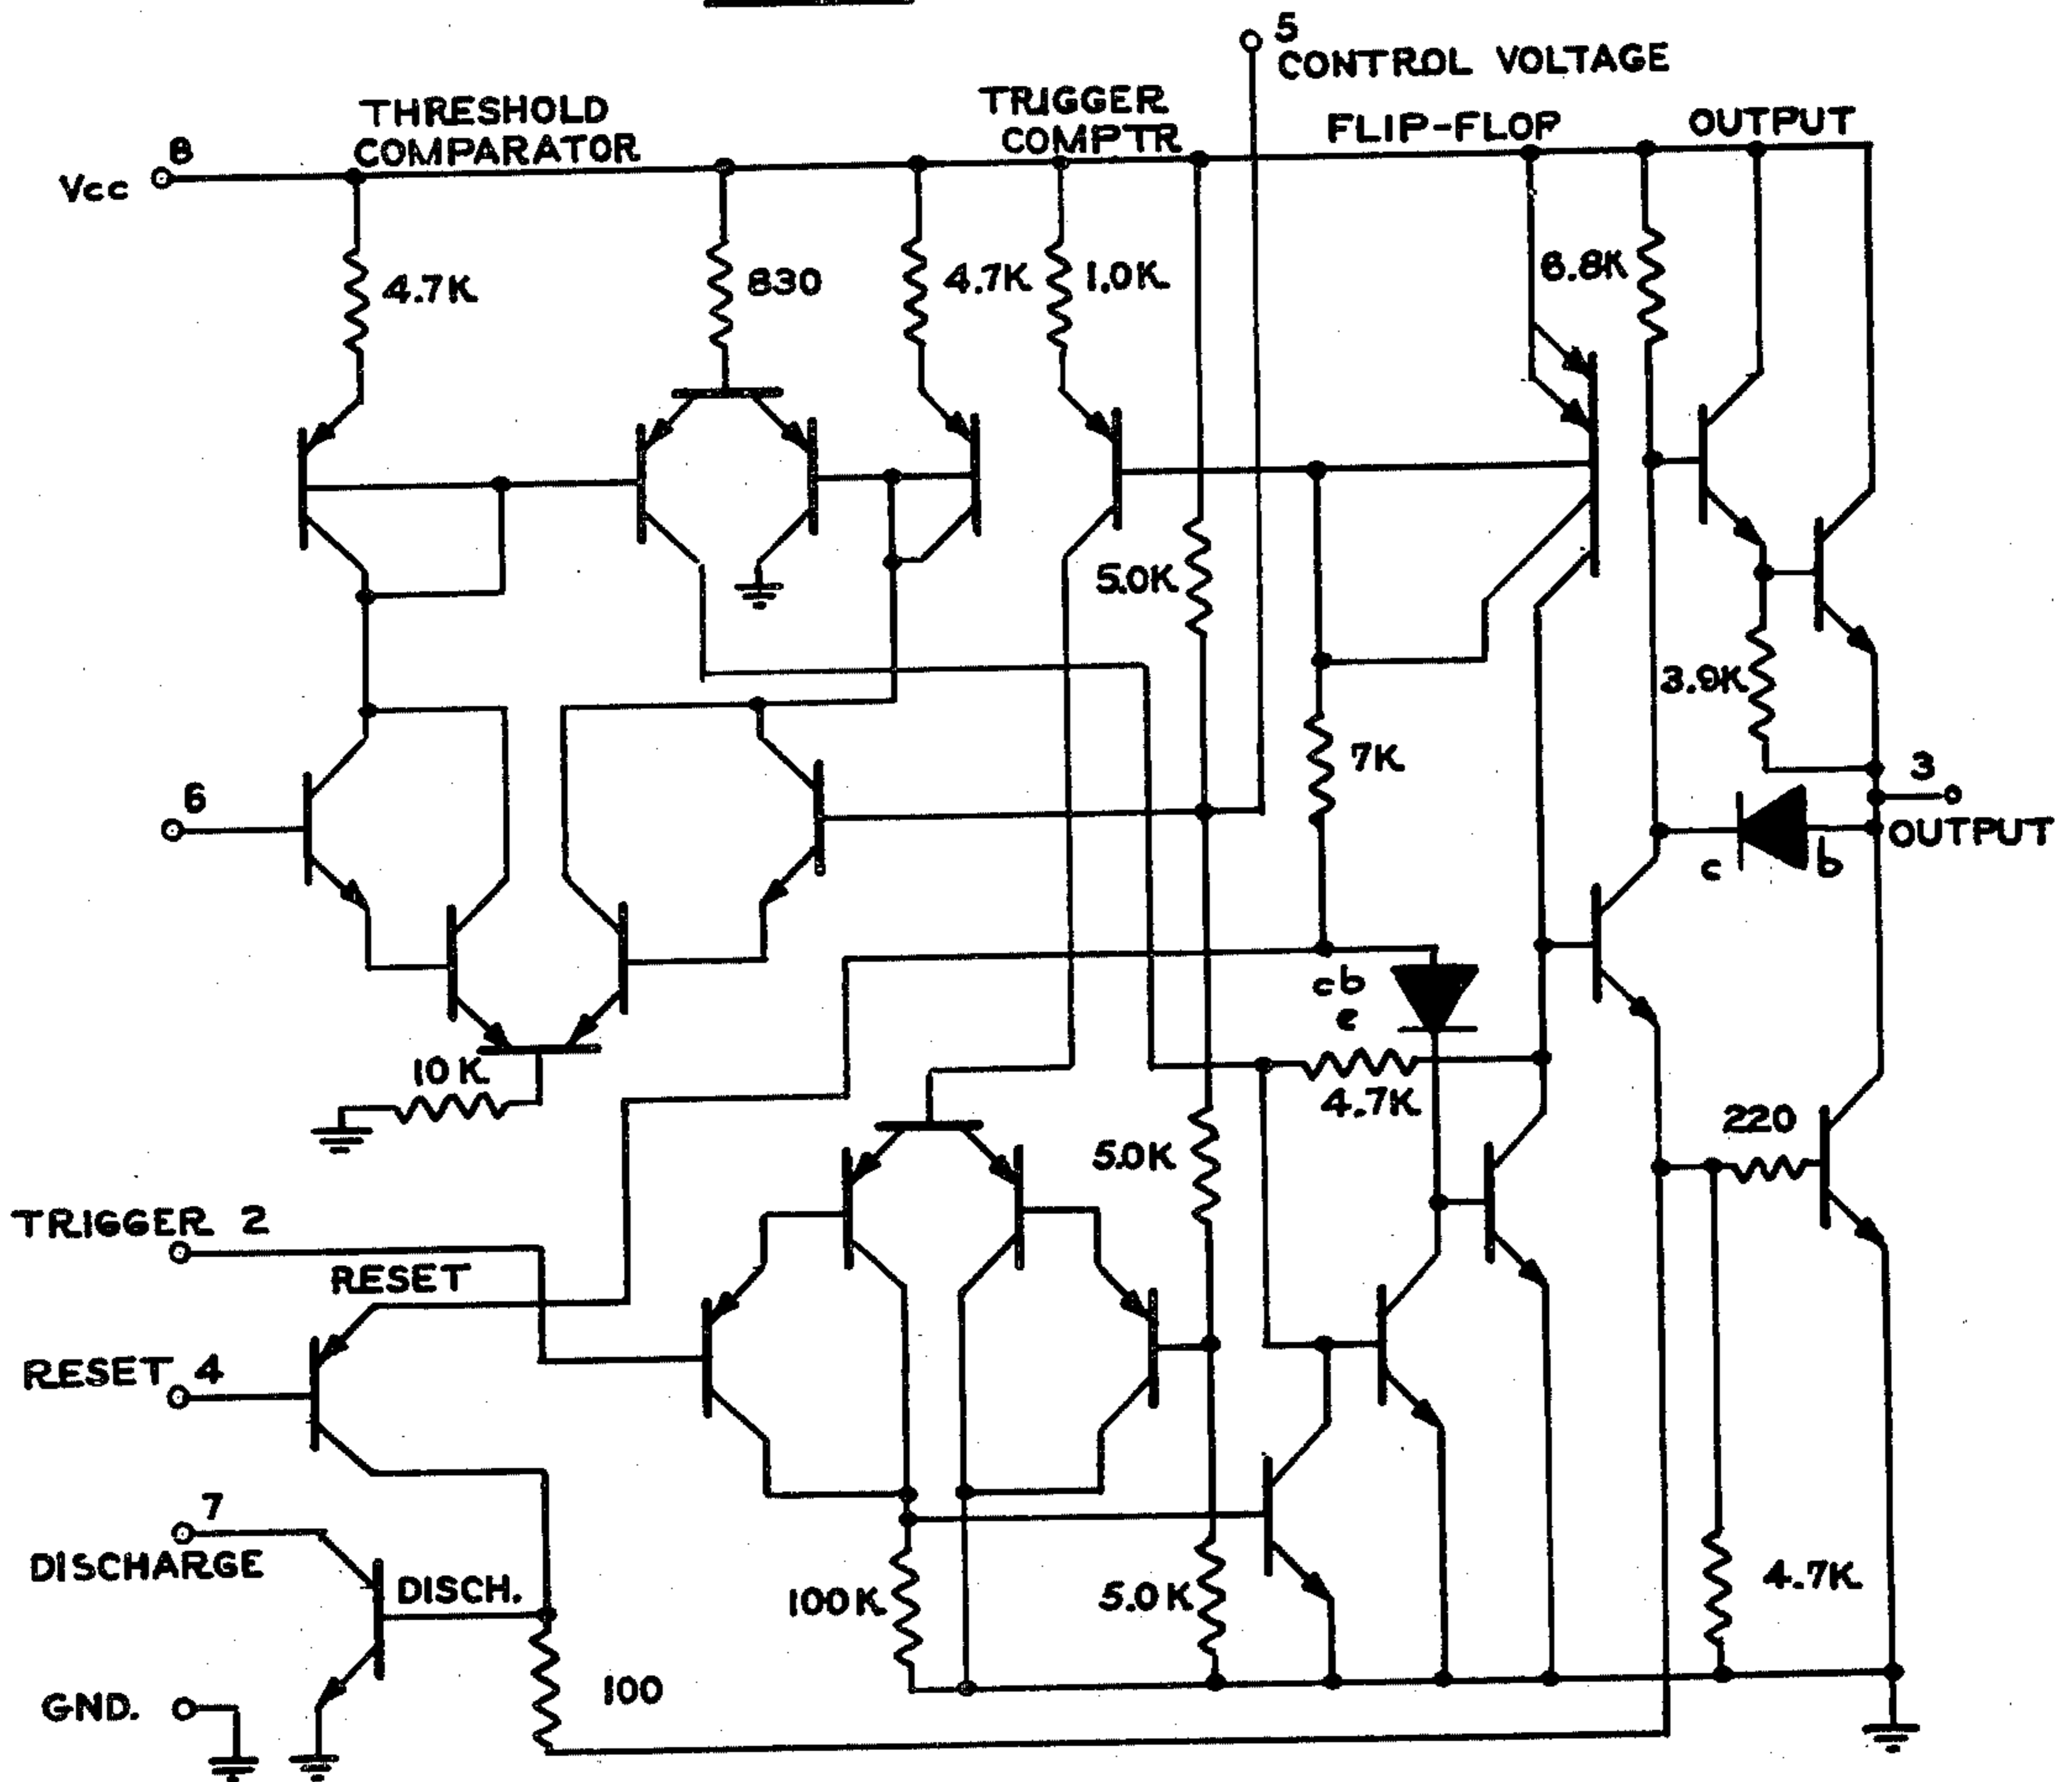 5
CONTROL VOLTAGE
THRESHOLD
COMPARATOR
TRIGGER
COMPTR
FLIP-FLOP
OUTPUT
8
Vcc
4.7K
830
4.7K
1.0K
6.8K
5.0K
3.9K
7K
6
3
OUTPUT
c
b
cb
e
10K
4.7K
220
5.0K
TRIGGER 2
RESET
RESET 4
7
DISCHARGE
DISCH.
100K
5.0K
4.7K
100
GND.